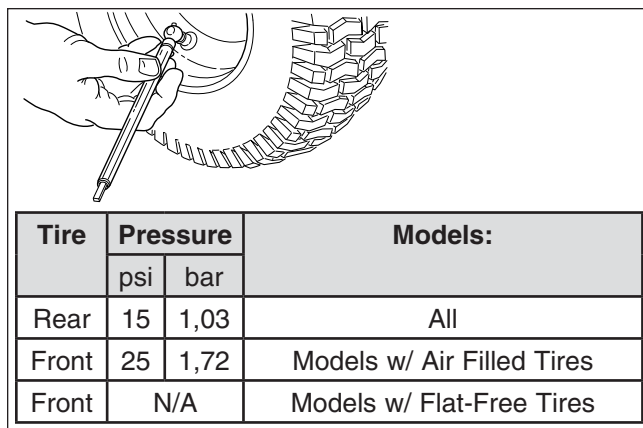 Tire Pressure Models:
psi bar
Rear 15 1,03 All
Front 25 1,72 Models w/ Air Filled Tires
Front N/A Models w/ Flat-Free Tires